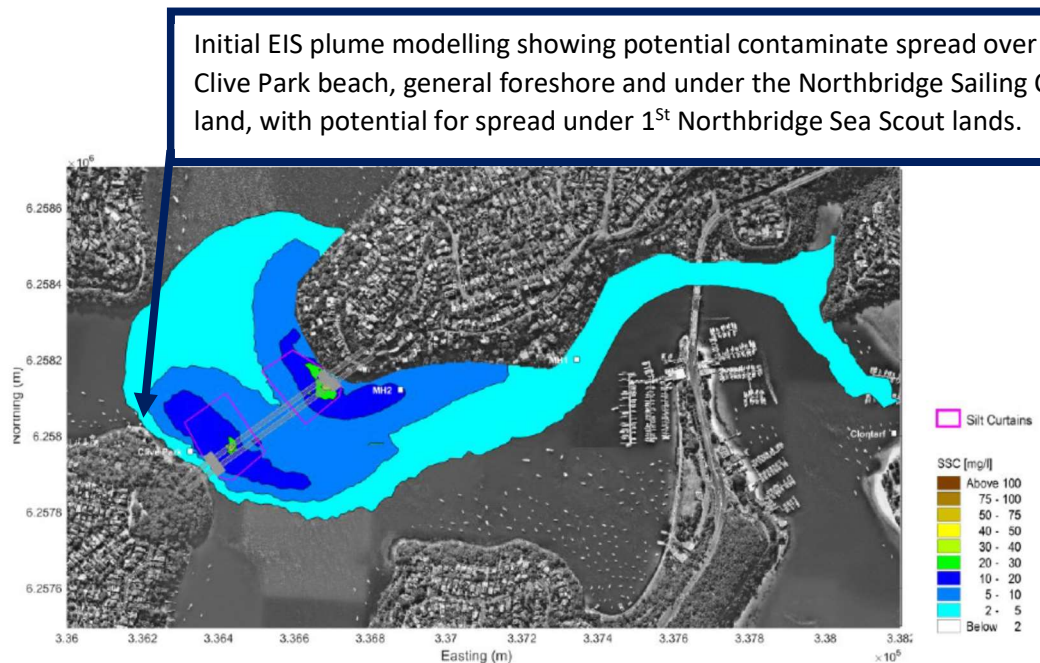 Initial EIS plume modelling showing potential contaminate spread over
Clive Park beach, general foreshore and under the Northbridge Sailing
land, with potential for spread under 1St Northbridge Sea Scout lands.
×10⁶
6.2586
6.2584
6.2582
6.258
6.2578
6.2576
Northing (m)
MH1
MH2
Clive Park
Clontarf
3.36
3.362
3.364
3.366
3.368
3.37
3.372
3.374
3.376
3.378
3.38
3.382
Easting (m)
×10⁵
Silt Curtains
SSC [mg/l]
Above 100
75 - 100
50 - 75
40 - 50
30 - 40
20 - 30
10 - 20
5 - 10
2 - 5
Below 2